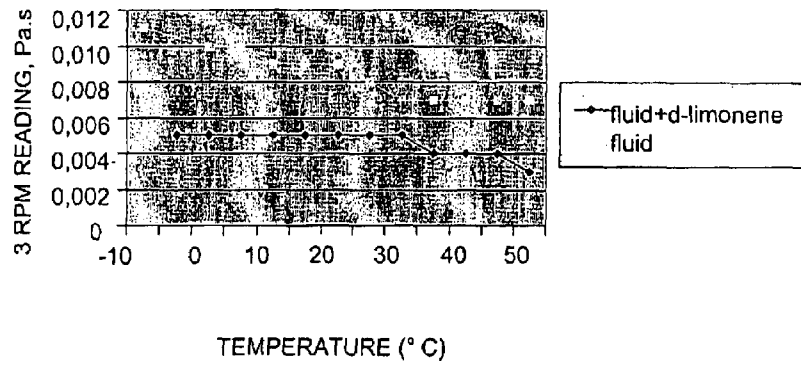 3 RPM READING, Pa.s
0,012
0,010
0,008
0,006
0,004
0,002
0
-10 0 10 20 30 40 50
TEMPERATURE (° C)
fluid+d-limonene
fluid